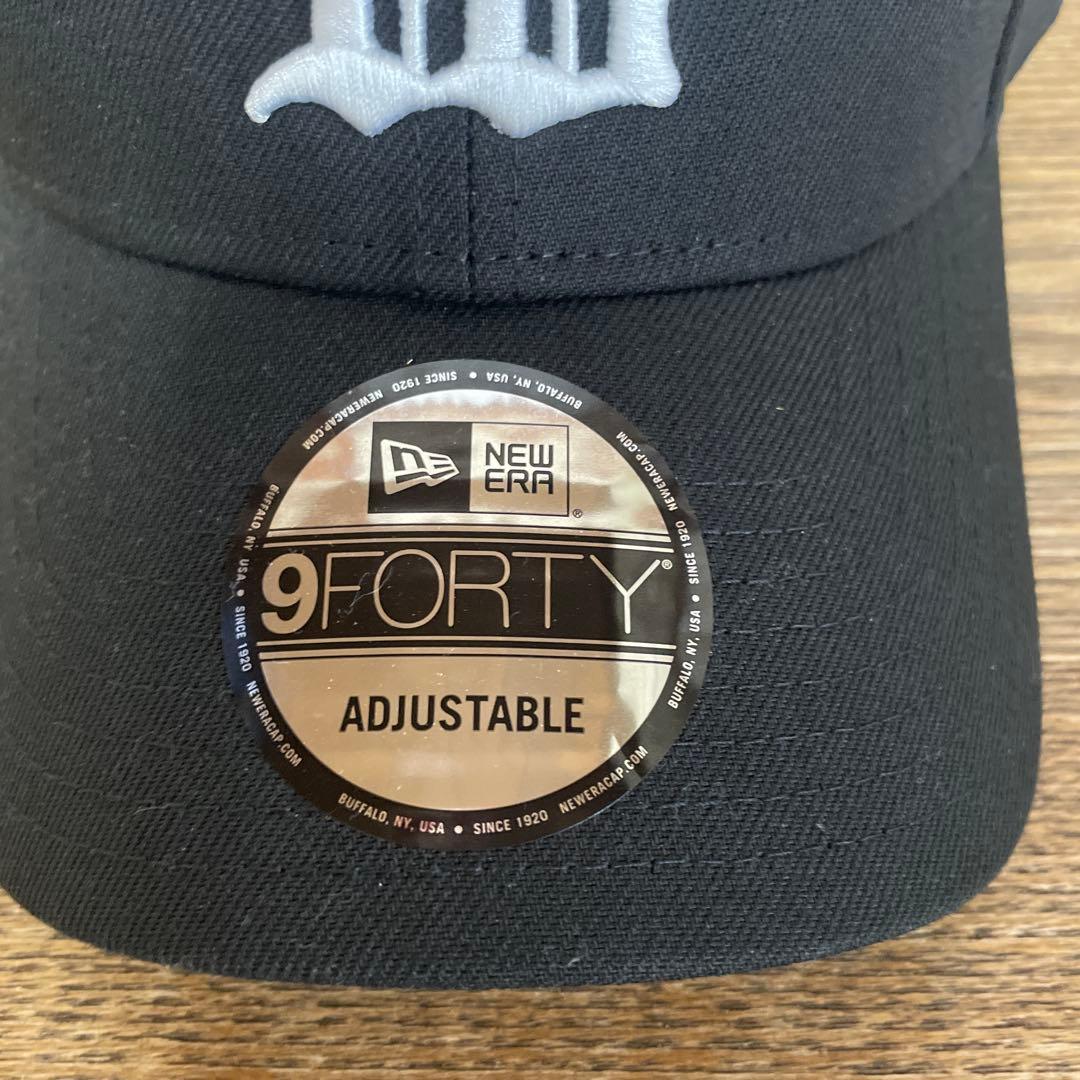 NEW
ERA
®
9FORTY®
ADJUSTABLE
BUFFALO, NY, USA • SINCE 1920 NEWERACAP.COM
BUFFALO, NY, USA • SINCE 1920 NEWERACAP.COM
BUFFALO, NY, USA • SINCE 1920 NEWERACAP.COM
BUFFALO, NY, USA • SINCE 1920 NEWERACAP.COM